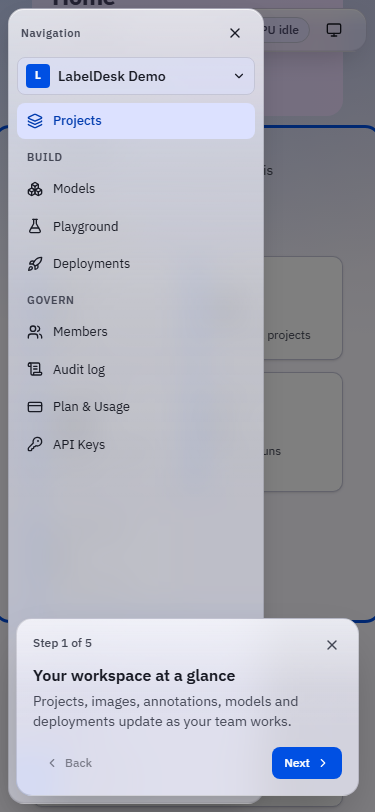 Home
Navigation
PU idle
L LabelDesk Demo
Projects
is
BUILD
Models
Playground
Deployments
GOVERN
Members
projects
Audit log
Plan & Usage
API Keys
uns
Step 1 of 5
Your workspace at a glance
Projects, images, annotations, models and
deployments update as your team works.
Back
Next